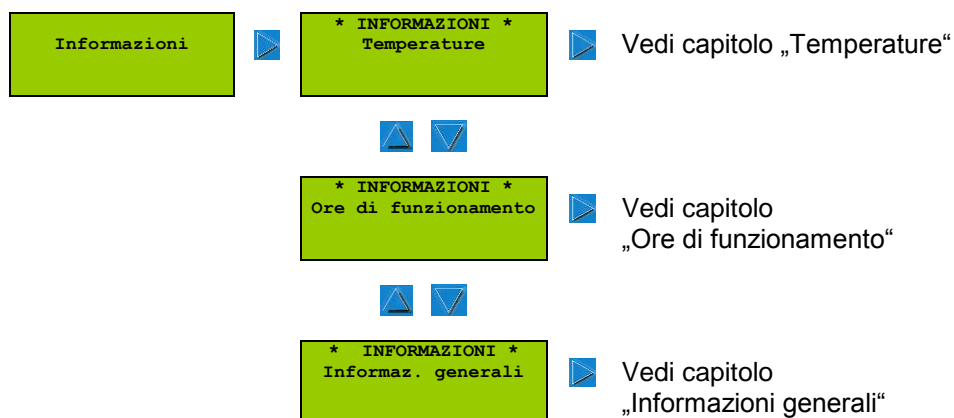 Informazioni
* INFORMAZIONI *
Temperature
Vedi capitolo „Temperature“
* INFORMAZIONI *
Ore di funzionamento
Vedi capitolo
„Ore di funzionamento“
* INFORMAZIONI *
Informaz. generali
Vedi capitolo
„Informazioni generali“